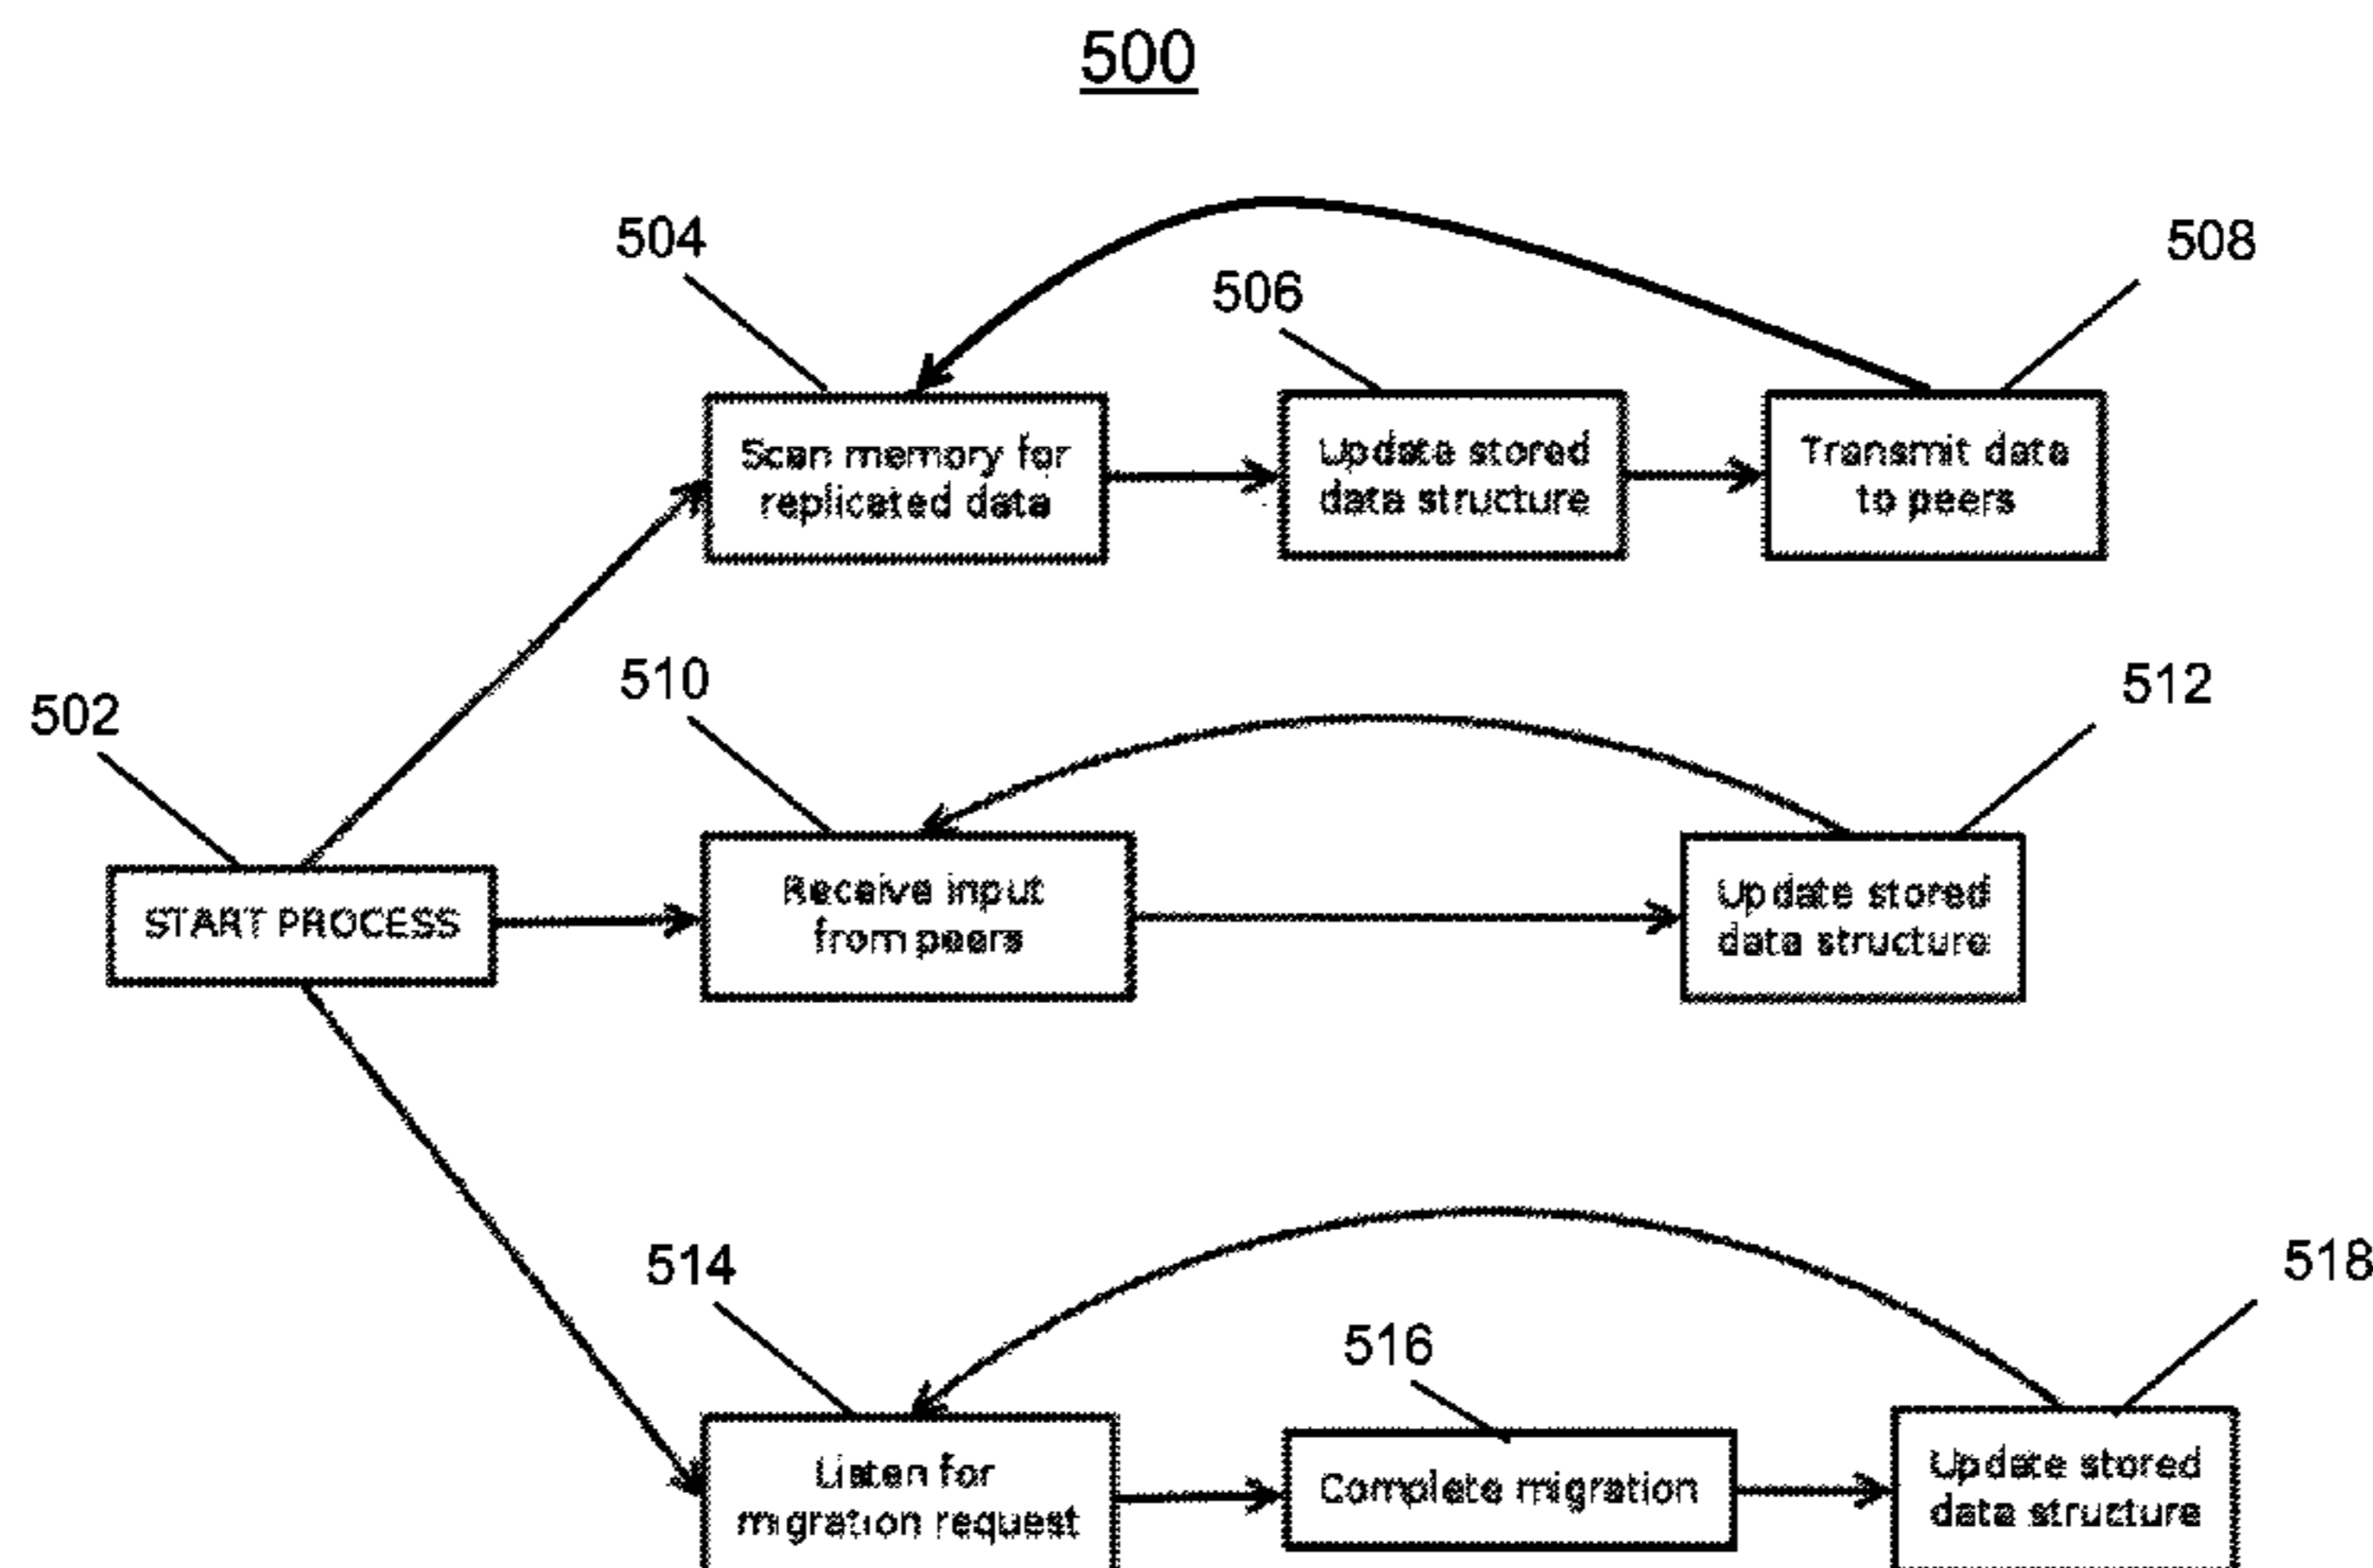 500
504
506
508
Scan memory for
replicated data
Update stored
data structure
Transmit data
to peers
502
510
512
START PROCESS
Receive input
from peers
Update stored
data structure
514
516
518
Listen for
migration request
Complete migration
Update stored
data structure